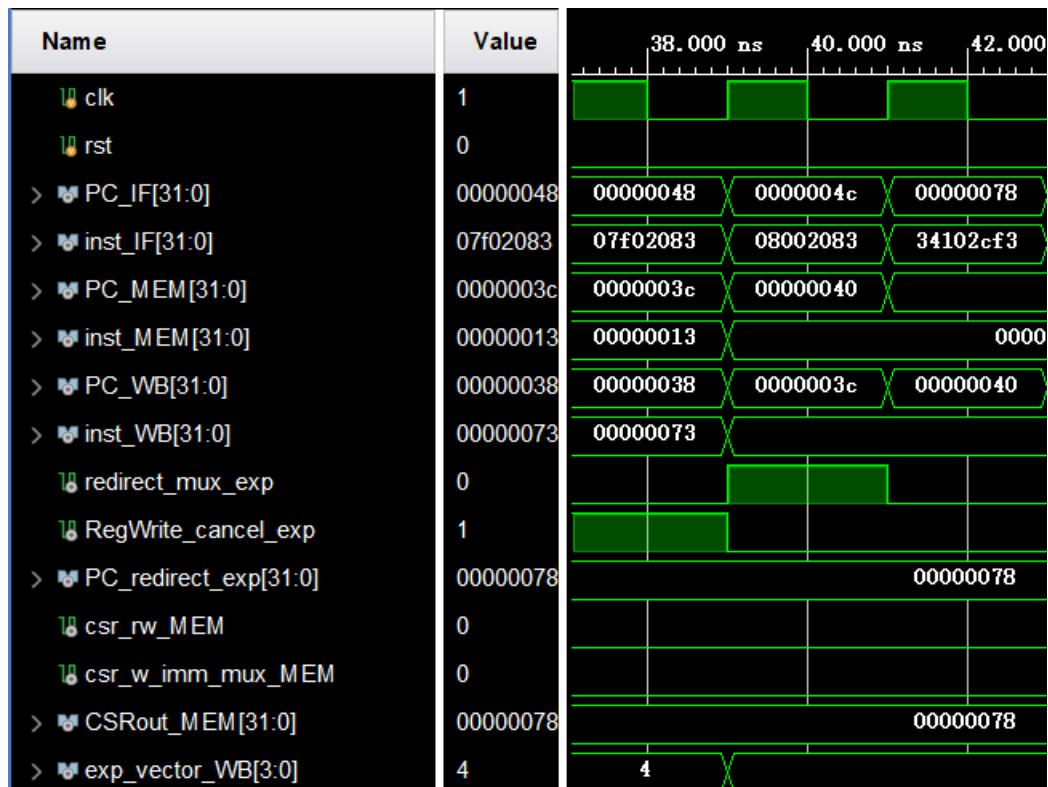 Name Value 38.000 ns 40.000 ns 42.000
clk 1
rst 0
PC_IF[31:0] 00000048 00000048 0000004c 00000078
inst_IF[31:0] 07f02083 07f02083 08002083 34102cf3
PC_MEM[31:0] 0000003c 0000003c 00000040
inst_MEM[31:0] 00000013 00000013 0000
PC_WB[31:0] 00000038 00000038 0000003c 00000040
inst_WB[31:0] 00000073 00000073
redirect_mux_exp 0
RegWrite_cancel_exp 1
PC_redirect_exp[31:0] 00000078 00000078
csr_rw_MEM 0
csr_w_imm_mux_MEM 0
CSRout_MEM[31:0] 00000078 00000078
exp_vector_WB[3:0] 4 4